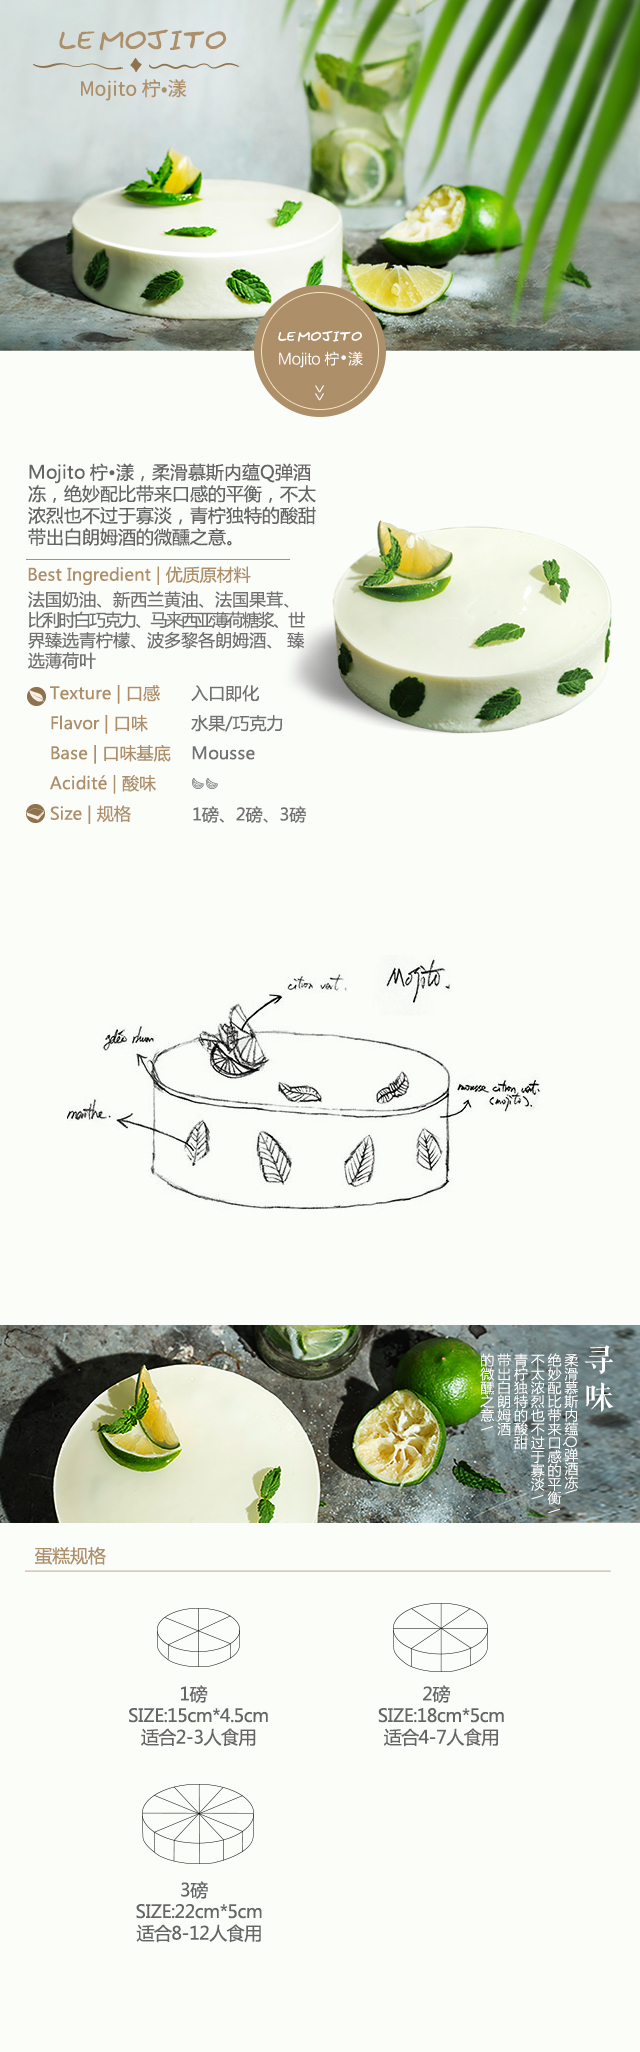 LEMOJITO
Mojito 柠•漾
LEMOJITO
Mojito 柠•漾
Mojito 柠•漾，柔滑慕斯内蕴Q弹酒
冻，绝妙配比带来口感的平衡，不太
浓烈也不过于寡淡，青柠独特的酸甜
带出白朗姆酒的微醺之意。
Best Ingredient | 优质原材料
法国奶油、新西兰黄油、法国果茸、
比利时白巧克力、马来西亚薄荷糖浆、世
界臻选青柠檬、波多黎各朗姆酒、 臻
选薄荷叶
Texture | 口感 入口即化
Flavor | 口味 水果/巧克力
Base | 口味基底 Mousse
Acidité | 酸味
Size | 规格 1磅、2磅、3磅
citron vert.
Mojito.
rhum
menthe.
mousse citron vert.
(mojito).
寻味
柔滑慕斯内蕴Q弹酒冻/
绝妙配比带来口感的平衡/
不太浓烈也不过于寡淡/
青柠独特的酸甜
带出白朗姆酒
的微醺之意/
蛋糕规格
1磅
SIZE:15cm*4.5cm
适合2-3人食用
2磅
SIZE:18cm*5cm
适合4-7人食用
3磅
SIZE:22cm*5cm
适合8-12人食用